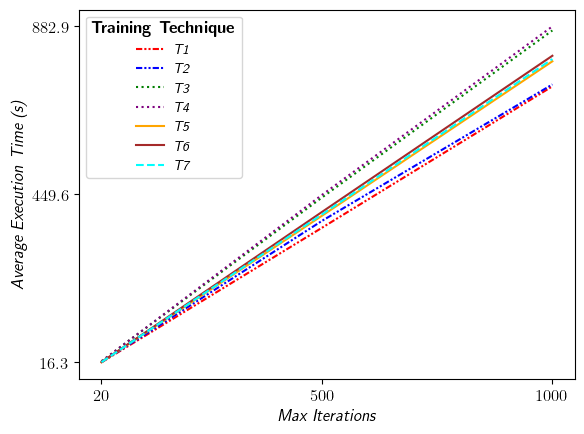 882.9
449.6
16.3
Average Execution Time (s)
Training Technique
T1
T2
T3
T4
T5
T6
T7
20
500
1000
Max Iterations